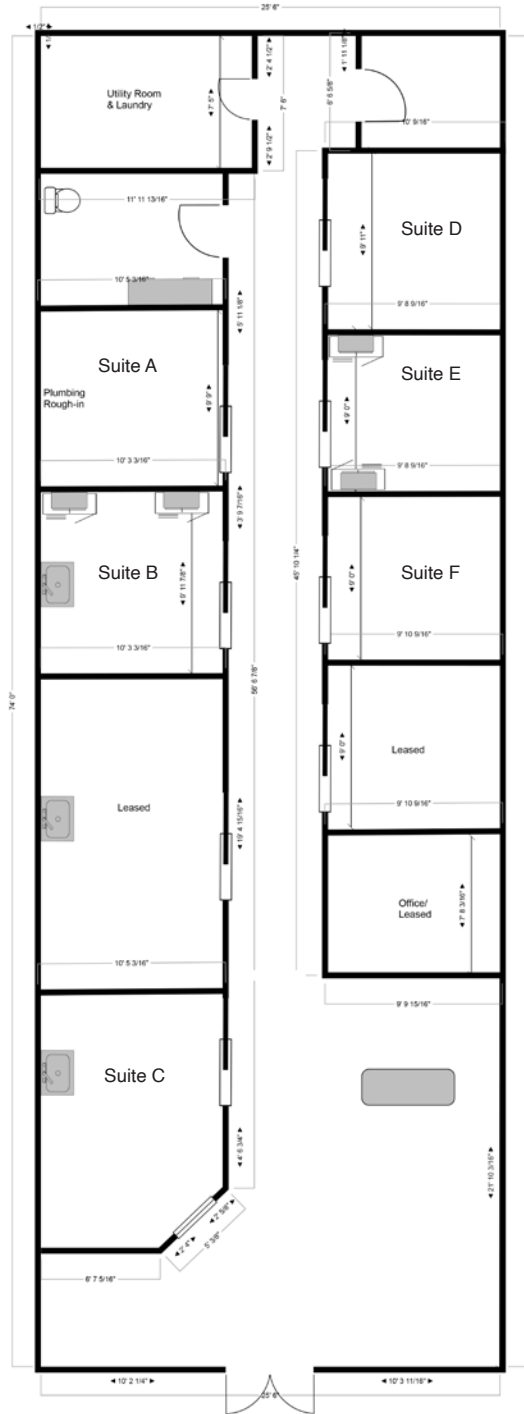 25' 6"
1/2"
2' 4 1/2"
1' 11 1/8"
6' 6 5/8"
Utility Room
& Laundry
7' 5"
7' 6"
2' 9 1/2"
10' 9/16"
11' 11 13/16"
Suite D
9' 11"
10' 5 3/16"
5' 11 1/8"
9' 8 9/16"
Suite A
Suite E
Plumbing
Rough-in
9' 0"
10' 3 3/16"
9' 8 9/16"
3' 9 7/16"
Suite B
9' 11 7/8"
45' 10 1/4"
Suite F
9' 0"
10' 3 3/16"
9' 10 9/16"
56' 6 7/8"
74' 0"
9' 0"
Leased
Leased
9' 10 9/16"
19' 4 15/16"
Office/
Leased
7' 8 3/16"
10' 5 3/16"
9' 9 15/16"
Suite C
4' 6 3/4"
21' 10 3/16"
2' 5/8"
2' 4"
5' 3/8"
6' 7 5/16"
10' 2 1/4"
10' 3 11/16"
25' 6"